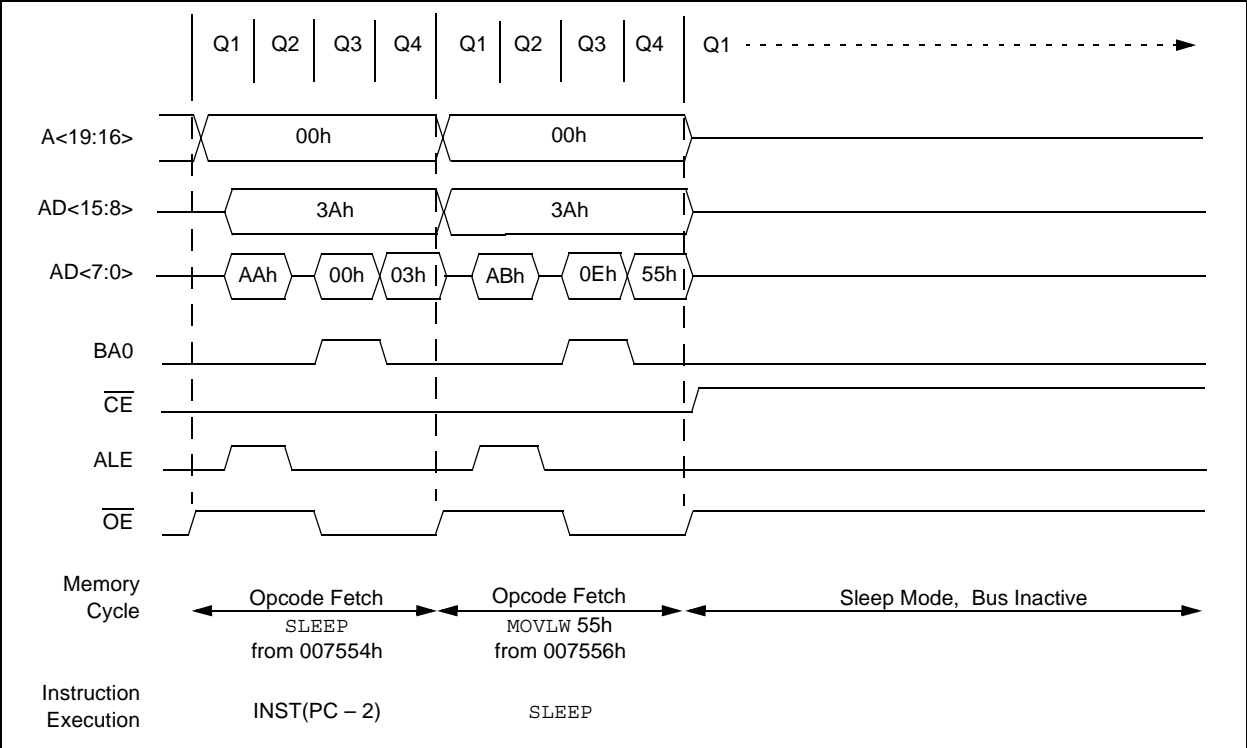 Q1 Q2 Q3 Q4 Q1 Q2 Q3 Q4 Q1
A<19:16> 00h 00h
AD<15:8> 3Ah 3Ah
AD<7:0> AAh 00h 03h ABh 0Eh 55h
BA0
CE
ALE
OE
Memory
Cycle
Opcode Fetch
SLEEP
from 007554h
Opcode Fetch
MOVLW 55h
from 007556h
Sleep Mode, Bus Inactive
Instruction
Execution
INST(PC – 2)
SLEEP